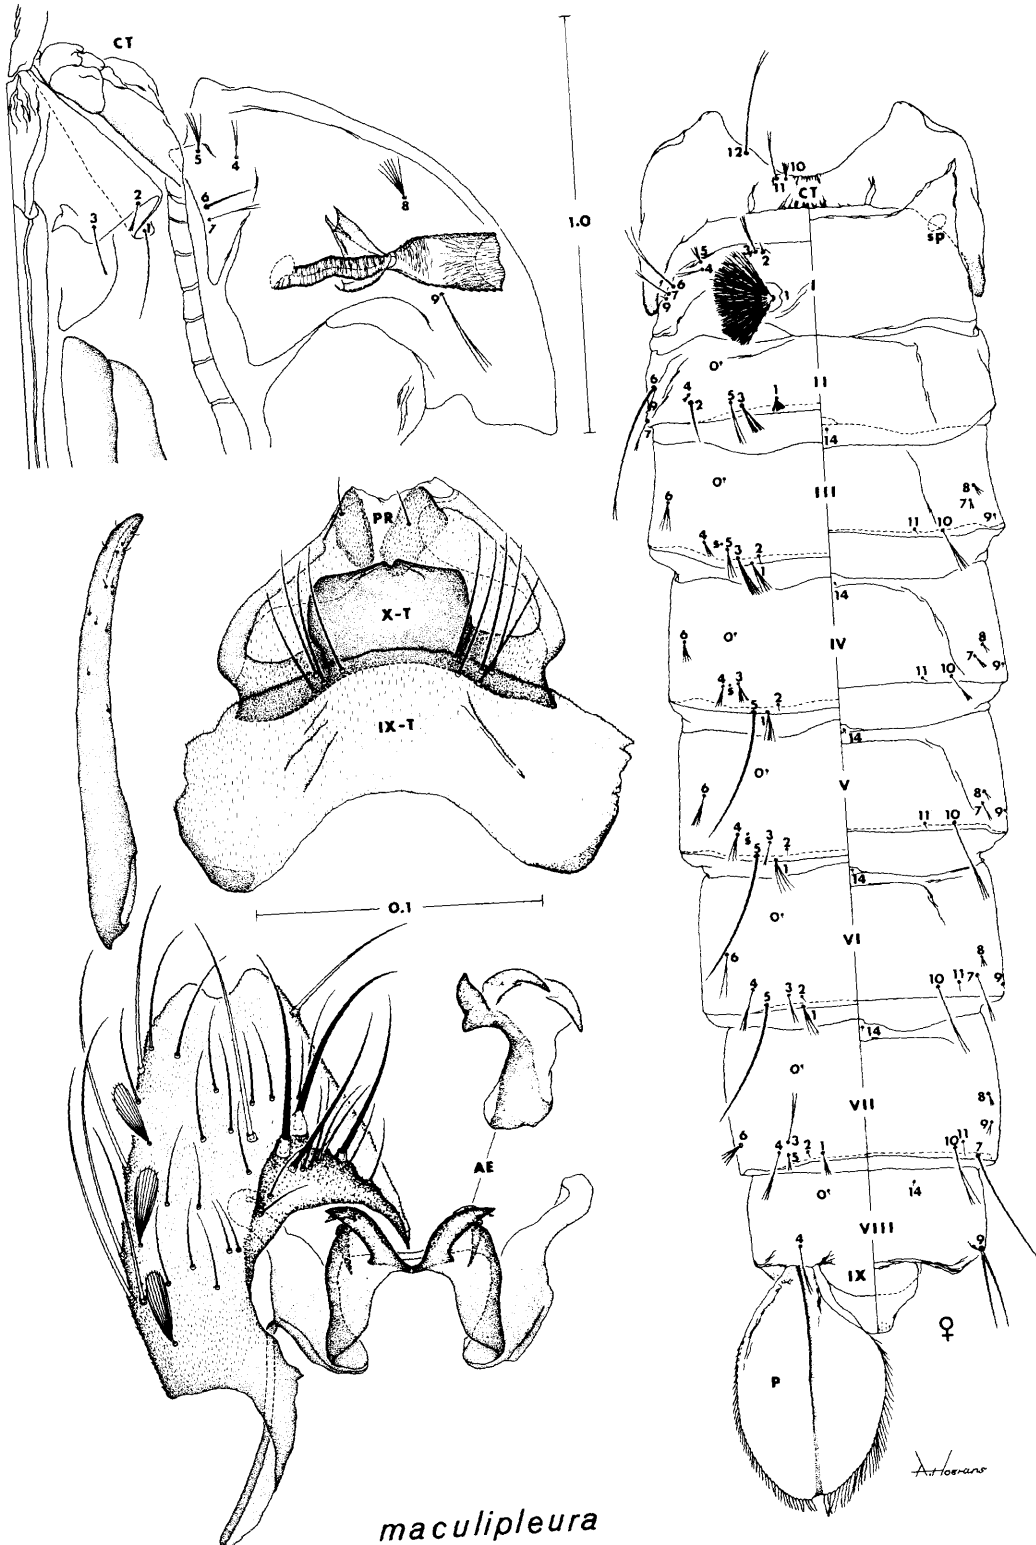 CT
5 4
6
7
8
2
3 1
9
1.0
12
10
11
CT
sp
5 3 2
4
6
7
9
1 I
O'
6
9
7
4 2
5 3 1
II
14
O'
III
6
4 s 5 3 2
1
8
7
9
11 10
14
O'
IV
6
4 s 3
5 2
1
8
7 9
11 10
14
O'
V
6
4 s 3 2
5 1
8
7 9
11 10
14
O'
VI
6
4 5 3 2
1
8
10 11 7 9
14
O'
VII
6
4 3 2 1
5
8
9
10 11 7
O'
14
VIII
4
9
IX
P
♀
PR
X-T
IX-T
0.1
AE
maculipleura